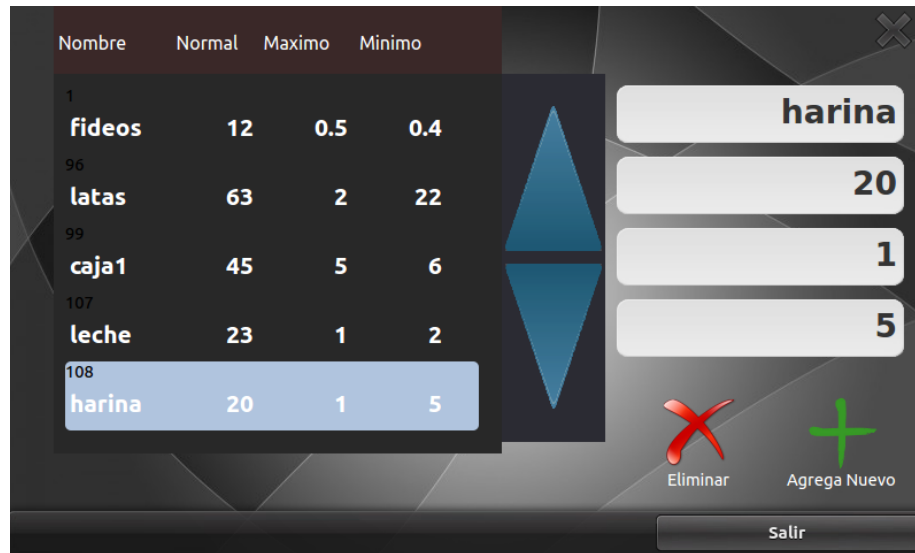 Nombre Normal Maximo Minimo
1
fideos 12 0.5 0.4
96
latas 63 2 22
99
caja1 45 5 6
107
leche 23 1 2
108
harina 20 1 5
harina
20
1
5
Eliminar Agrega Nuevo
Salir